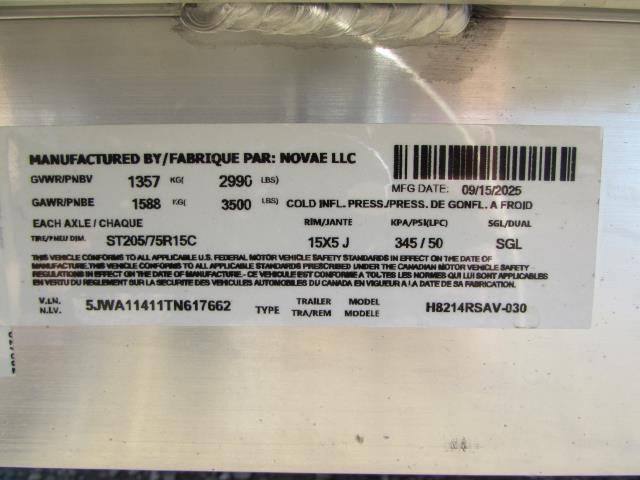 MANUFACTURED BY/FABRIQUE PAR: NOVAE LLC
GVWR/PNBV 1357 KG( 2990 LBS) MFG DATE: 09/15/2025
GAWR/PNBE 1588 KG( 3500 LBS) COLD INFL. PRESS./PRESS. DE GONFL. A FROID
EACH AXLE / CHAQUE RIM/JANTE KPA/PSI(LPC) SGL/DUAL
TIRE/PNEU DIM. ST205/75R15C 15X5 J 345 / 50 SGL
THIS VEHICLE CONFORMS TO ALL APPLICABLE U.S. FEDERAL MOTOR VEHICLE SAFETY STANDARDS IN EFFECT ON DATE OF
MANUFACTURE. THIS VEHICLE CONFORMS TO ALL APPLICABLE STANDARDS PRESCRIBED UNDER THE CANADIAN MOTOR VEHICLE SAFETY
REGULATIONS IN EFFECT ON THE DATE OF MANUFACTURE / CE VEHICULE EST CONFORME A TOUTES LES NORMES QUI LUI SONT APPLICABLES
EN VERTU DU REGLEMENT SUR LA SECURITE DES VEHICULES AUTOMOBILES DU CANADA EN VIGUEUR A LA DATE DE SA FABRICATION.
V.I.N. 5JWA11411TN617662 TYPE TRAILER MODEL H8214RSAV-030
N.I.V. TRA/REM MODÈLE